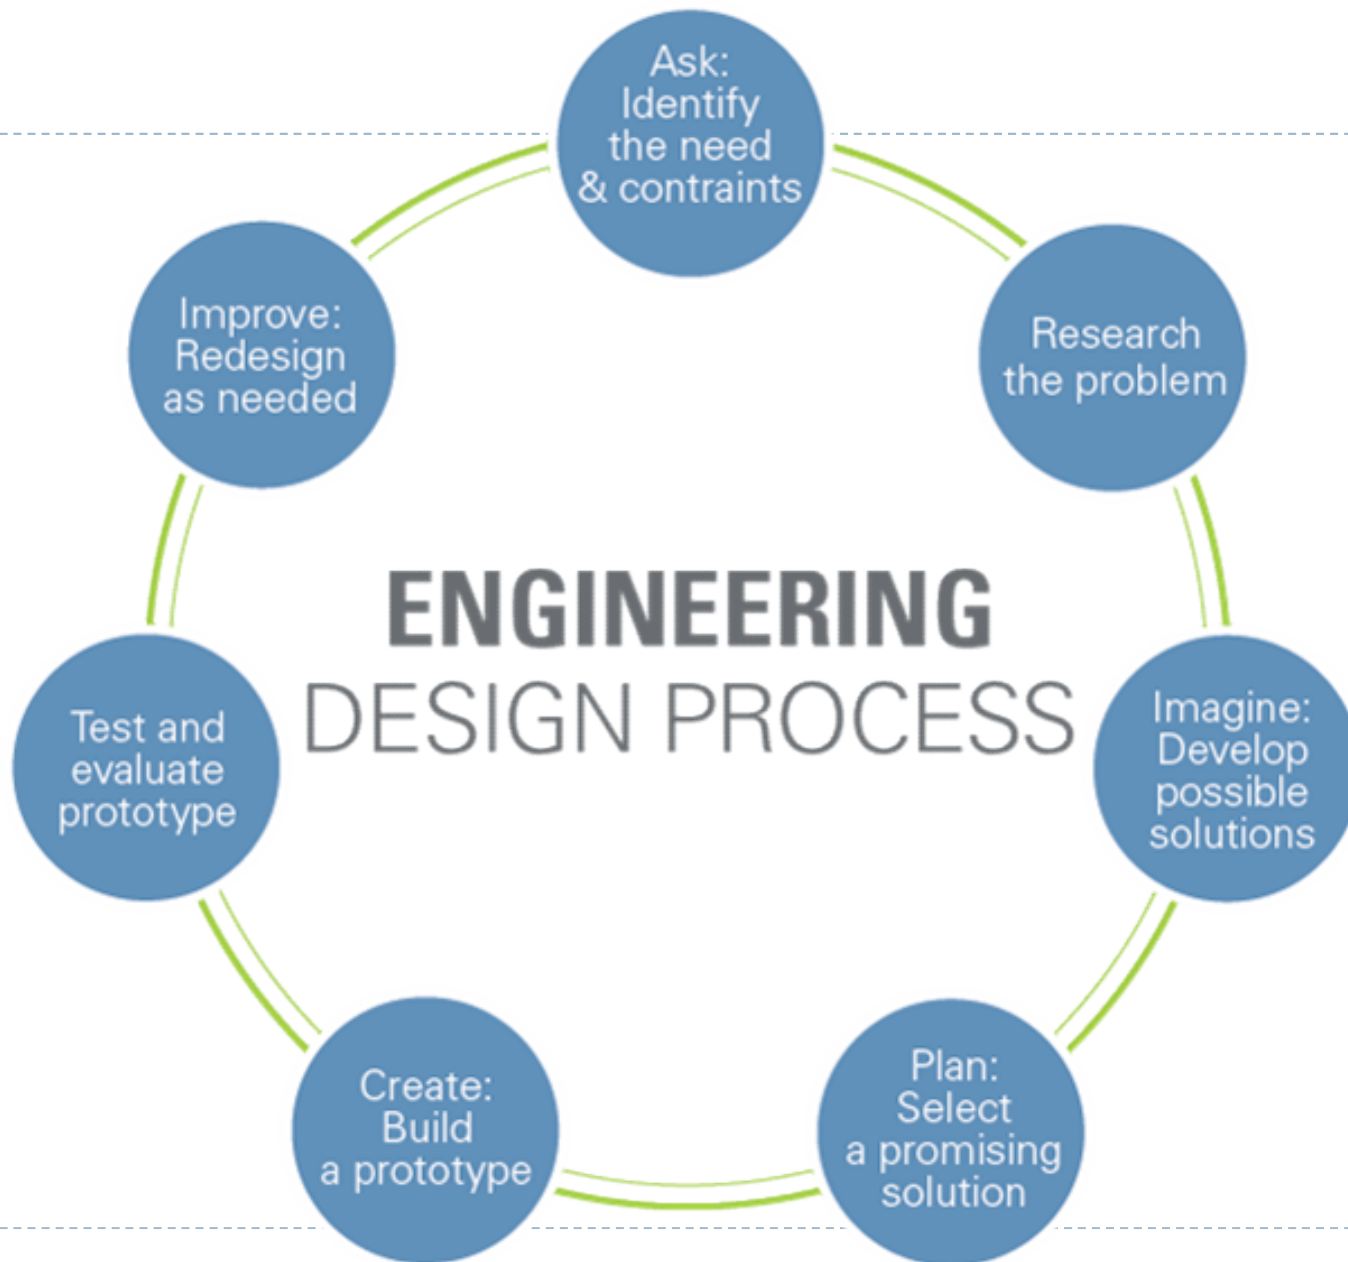 Ask:
Identify
the need
& contraints
Research
the problem
Imagine:
Develop
possible
solutions
Plan:
Select
a promising
solution
Create:
Build
a prototype
Test and
evaluate
prototype
Improve:
Redesign
as needed
ENGINEERING
DESIGN PROCESS